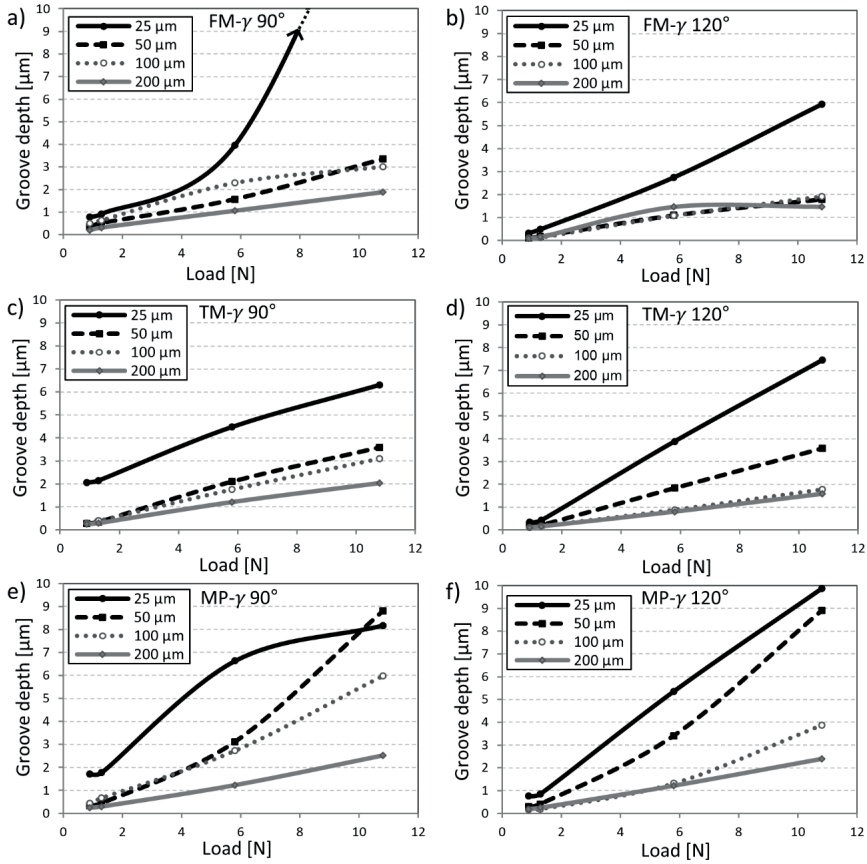 a)
FM-γ 90°
25 µm
50 µm
100 µm
200 µm
Groove depth [µm]
10
9
8
7
6
5
4
3
2
1
0
0 2 4 6 8 10 12
Load [N]
b)
FM-γ 120°
25 µm
50 µm
100 µm
200 µm
Groove depth [µm]
10
9
8
7
6
5
4
3
2
1
0
0 2 4 6 8 10 12
Load [N]
c)
TM-γ 90°
25 µm
50 µm
100 µm
200 µm
Groove depth [µm]
10
9
8
7
6
5
4
3
2
1
0
0 2 4 6 8 10 12
Load [N]
d)
TM-γ 120°
25 µm
50 µm
100 µm
200 µm
Groove depth [µm]
10
9
8
7
6
5
4
3
2
1
0
0 2 4 6 8 10 12
Load [N]
e)
MP-γ 90°
25 µm
50 µm
100 µm
200 µm
Groove depth [µm]
10
9
8
7
6
5
4
3
2
1
0
0 2 4 6 8 10 12
Load [N]
f)
MP-γ 120°
25 µm
50 µm
100 µm
200 µm
Groove depth [µm]
10
9
8
7
6
5
4
3
2
1
0
0 2 4 6 8 10 12
Load [N]